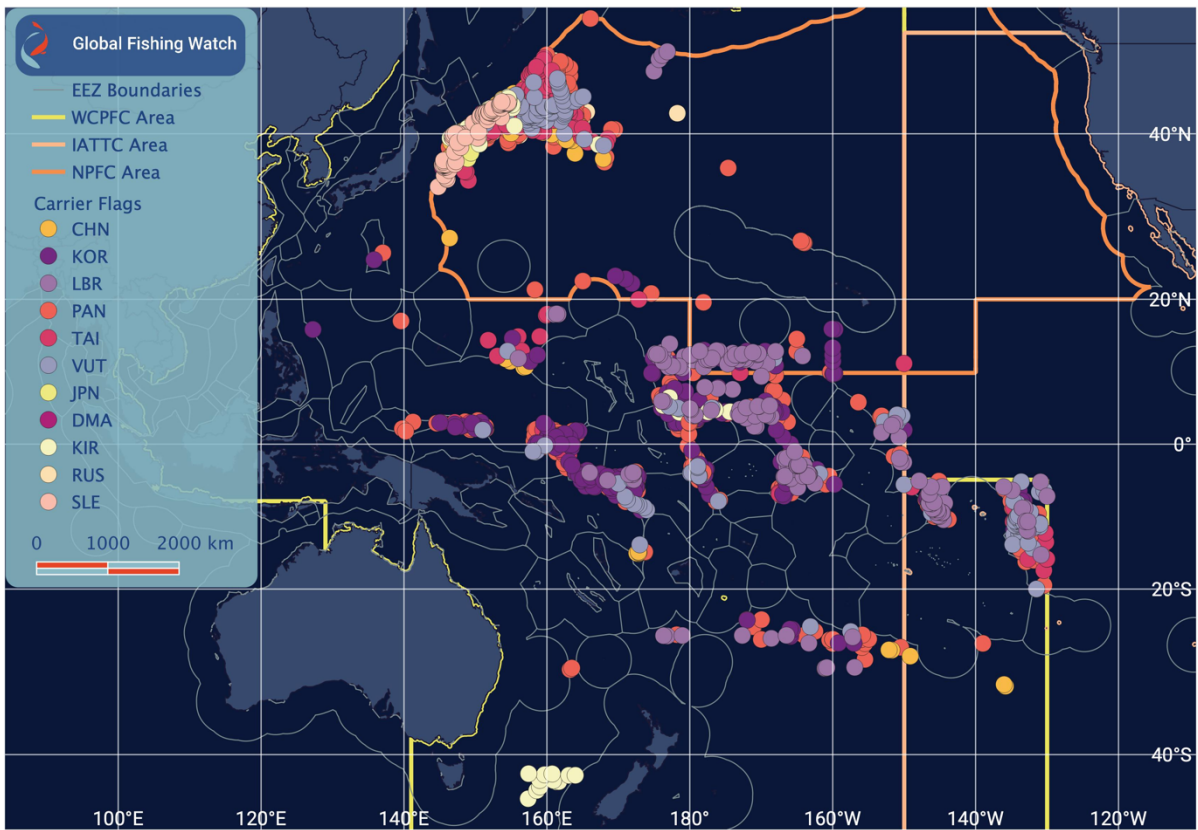 Global Fishing Watch
EEZ Boundaries
WCPFC Area
IATTC Area
NPFC Area
Carrier Flags
CHN
KOR
LBR
PAN
TAI
VUT
JPN
DMA
KIR
RUS
SLE
0 1000 2000 km
40°N
20°N
0°
20°S
40°S
100°E 120°E 140°E 160°E 180° 160°W 140°W 120°W